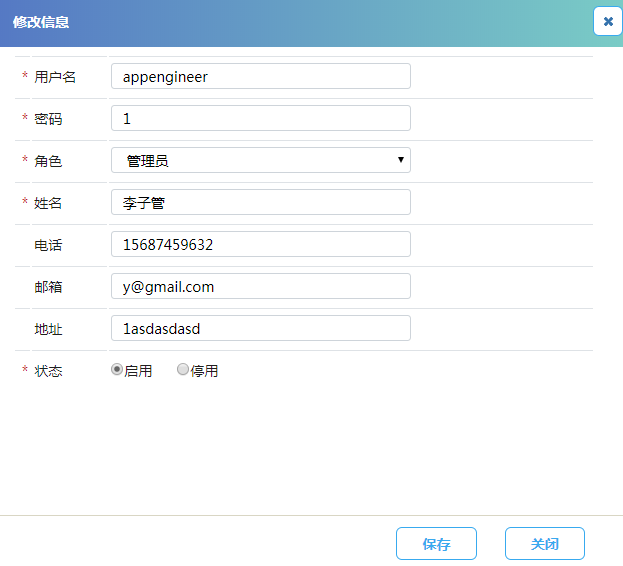 修改信息
* 用户名 appengineer
* 密码 1
* 角色 管理员
* 姓名 李子管
电话 15687459632
邮箱 y@gmail.com
地址 1asdasdasd
* 状态 启用 停用
保存 关闭